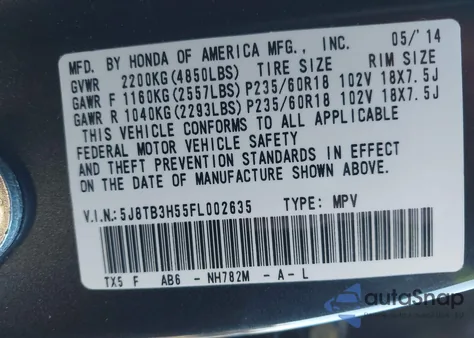 MFD. BY HONDA OF AMERICA MFG., INC. 05/'14
GVWR 2200KG(4850LBS) TIRE SIZE RIM SIZE
GAWR F 1160KG(2557LBS)P235/60R18 102V 18X7.5J
GAWR R 1040KG(2293LBS)P235/60R18 102V 18X7.5J
THIS VEHICLE CONFORMS TO ALL APPLICABLE
FEDERAL MOTOR VEHICLE SAFETY
AND THEFT PREVENTION STANDARDS IN EFFECT
ON THE DATE OF MANUFACTURE SHOWN ABOVE.
V.I.N.:5J8TB3H55FL002635 TYPE: MPV
TX5 F AB6 -NH782M -A-L
autoSnap